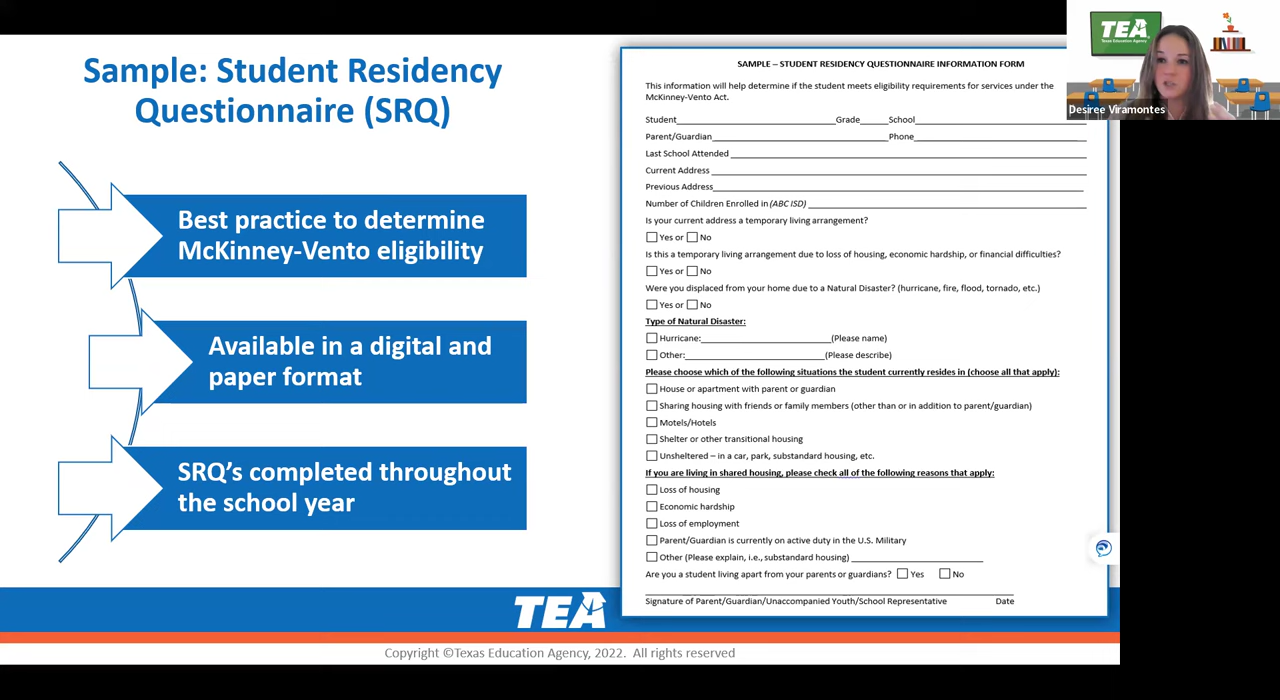 Sample: Student Residency
Questionnaire (SRQ)
Best practice to determine
McKinney-Vento eligibility
Available in a digital and
paper format
SRQ's completed throughout
the school year
TEA
Copyright ©Texas Education Agency, 2022.  All rights reserved
SAMPLE – STUDENT RESIDENCY QUESTIONNAIRE INFORMATION FORM
This information will help determine if the student meets eligibility requirements for services under the
McKinney-Vento Act.
Student Grade School
Parent/Guardian Phone
Last School Attended
Current Address
Previous Address
Number of Children Enrolled in (ABC ISD)
Is your current address a temporary living arrangement?
Yes or No
Is this a temporary living arrangement due to loss of housing, economic hardship, or financial difficulties?
Yes or No
Were you displaced from your home due to a Natural Disaster? (hurricane, fire, flood, tornado, etc.)
Yes or No
Type of Natural Disaster:
Hurricane: (Please name)
Other: (Please describe)
Please choose which of the following situations the student currently resides in (choose all that apply):
House or apartment with parent or guardian
Sharing housing with friends or family members (other than or in addition to parent/guardian)
Motels/Hotels
Shelter or other transitional housing
Unsheltered – in a car, park, substandard housing, etc.
If you are living in shared housing, please check all of the following reasons that apply:
Loss of housing
Economic hardship
Loss of employment
Parent/Guardian is currently on active duty in the U.S. Military
Other (Please explain, i.e., substandard housing)
Are you a student living apart from your parents or guardians? Yes No
Signature of Parent/Guardian/Unaccompanied Youth/School Representative Date
TEA
Texas Education Agency
Desiree Viramontes